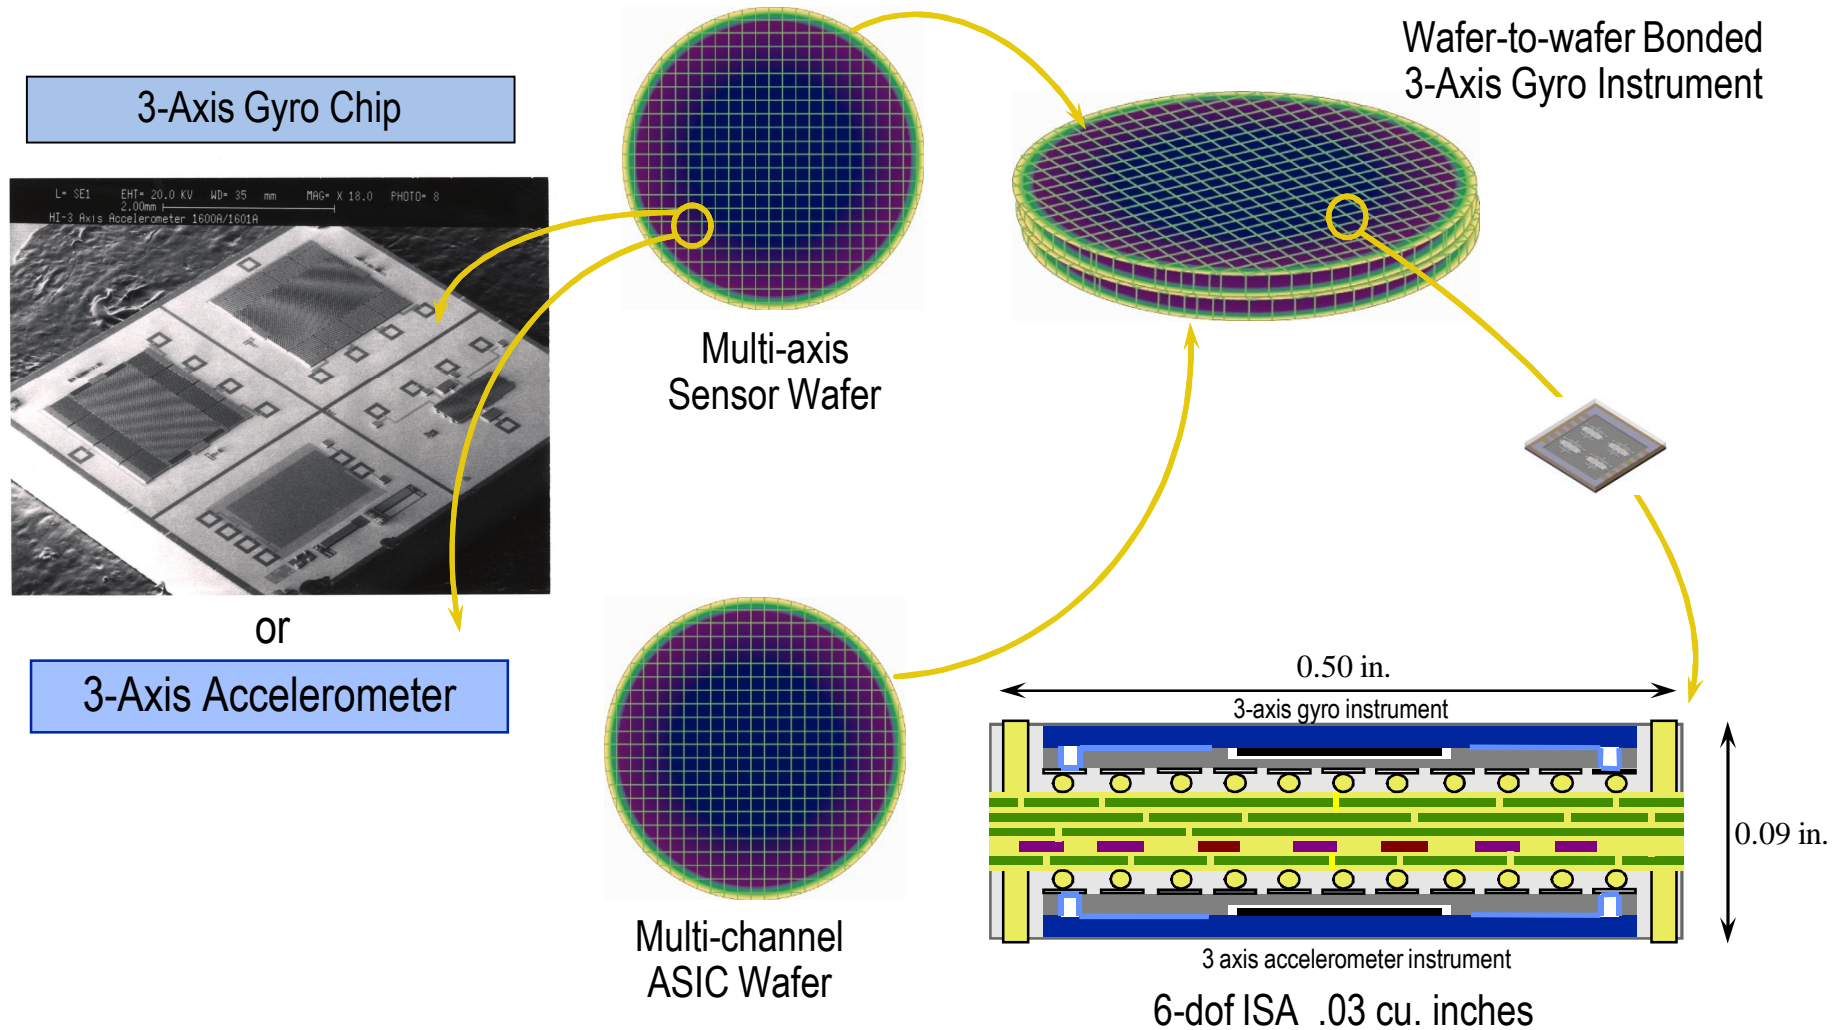 3-Axis Gyro Chip
L= SE1 EHT= 20.0 KV WD= 35 mm MAG= X 18.0 PHOTO= 8
2.00mm
HI-3 Axis Accelerometer 1600A/1601A
or
3-Axis Accelerometer
Multi-axis
Sensor Wafer
Multi-channel
ASIC Wafer
Wafer-to-wafer Bonded
3-Axis Gyro Instrument
0.50 in.
3-axis gyro instrument
0.09 in.
3 axis accelerometer instrument
6-dof ISA .03 cu. inches